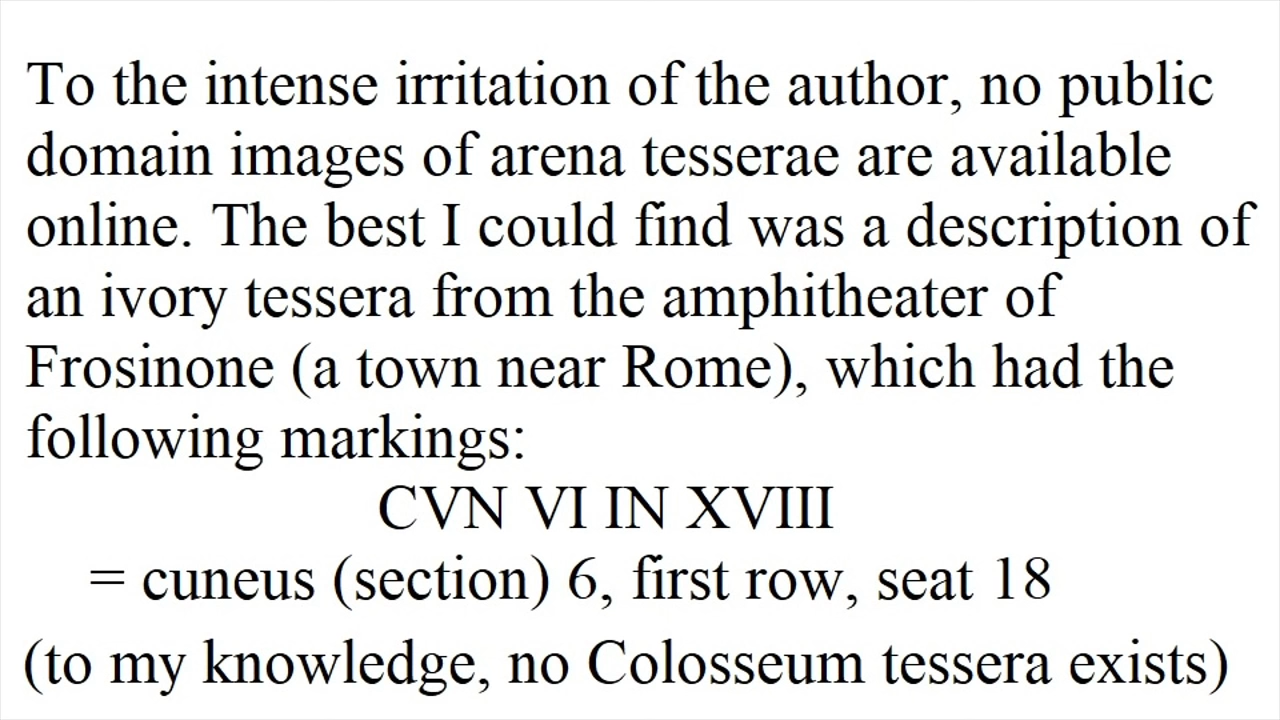 To the intense irritation of the author, no public
domain images of arena tesserae are available
online. The best I could find was a description of
an ivory tessera from the amphitheater of
Frosinone (a town near Rome), which had the
following markings:
CVN VI IN XVIII
= cuneus (section) 6, first row, seat 18
(to my knowledge, no Colosseum tessera exists)